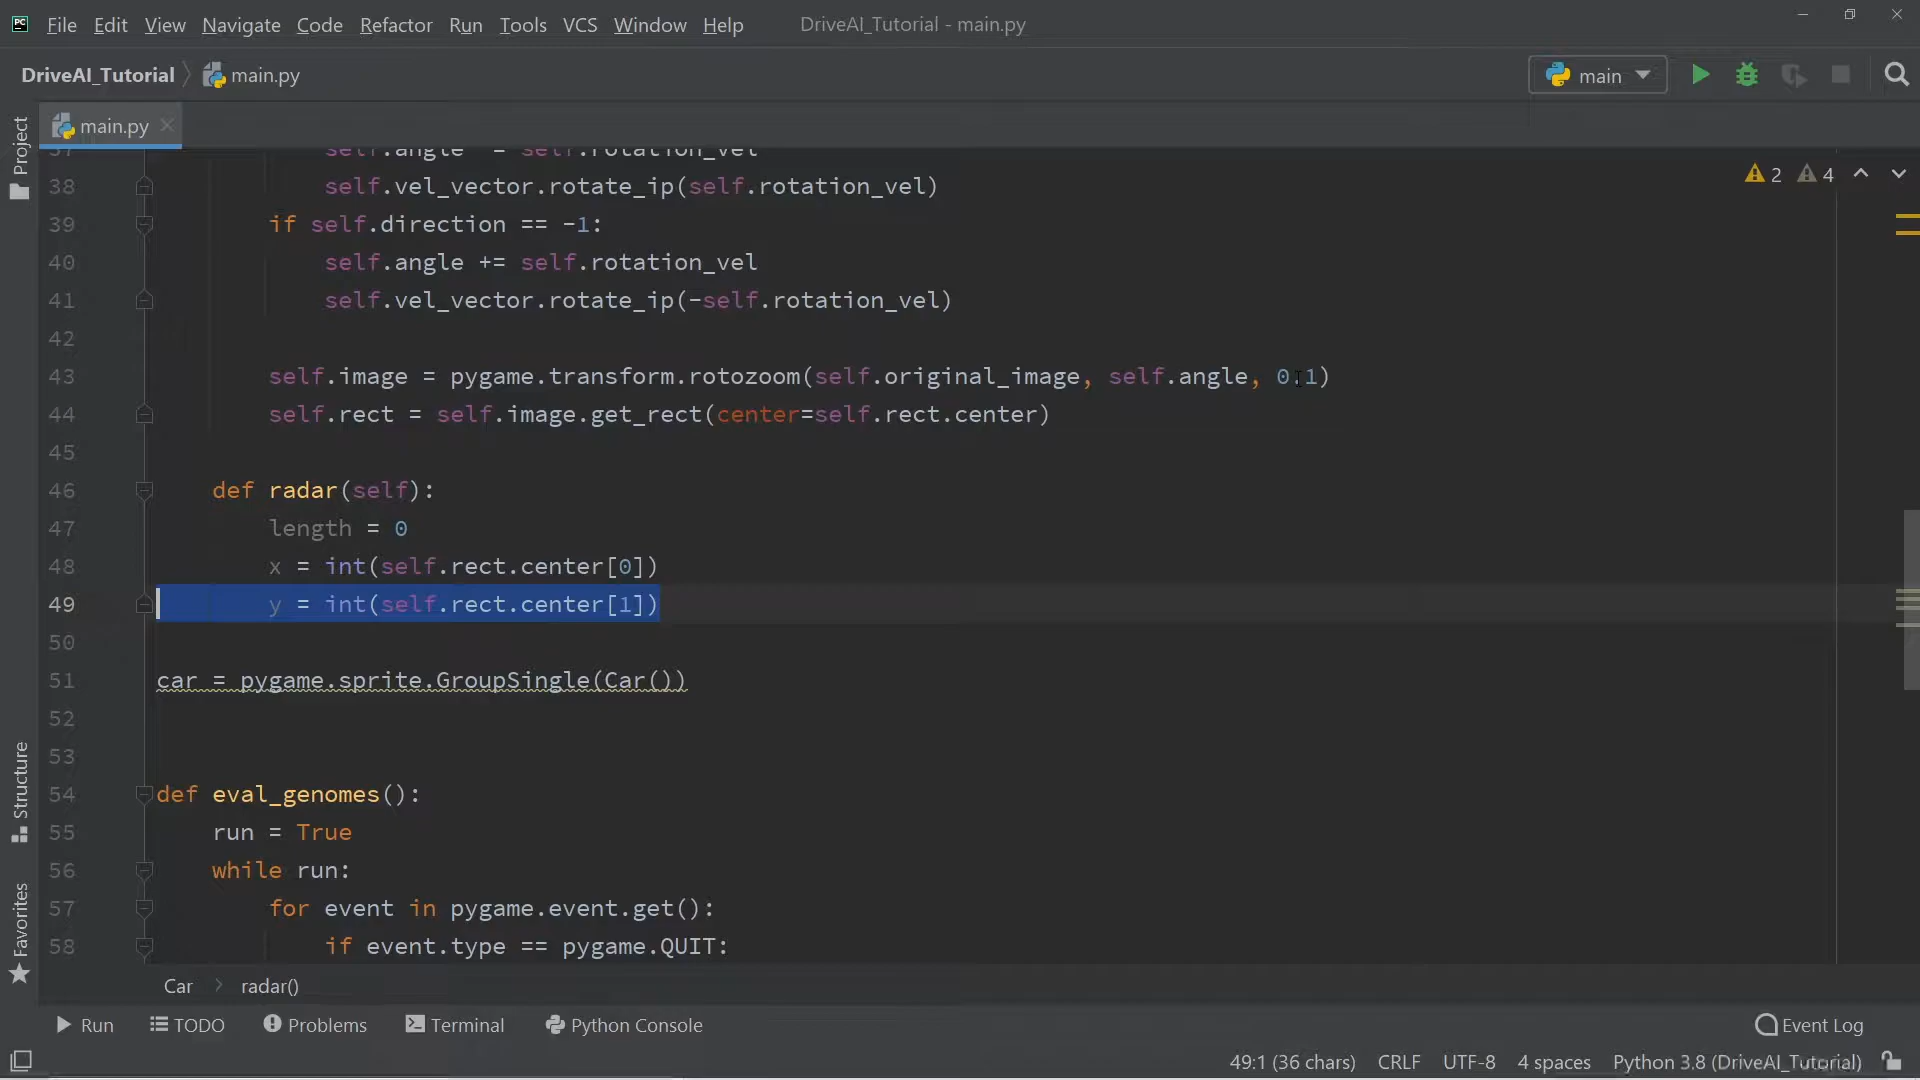 PC File Edit View Navigate Code Refactor Run Tools VCS Window Help DriveAI_Tutorial - main.py
DriveAI_Tutorial main.py main
Project
main.py
2 4
37 self.angle = self.rotation_vel
38 self.vel_vector.rotate_ip(self.rotation_vel)
39 if self.direction == -1:
40 self.angle += self.rotation_vel
41 self.vel_vector.rotate_ip(-self.rotation_vel)
42
43 self.image = pygame.transform.rotozoom(self.original_image, self.angle, 0.1)
44 self.rect = self.image.get_rect(center=self.rect.center)
45
46 def radar(self):
47 length = 0
48 x = int(self.rect.center[0])
49 y = int(self.rect.center[1])
50
51 car = pygame.sprite.GroupSingle(Car())
52
53
54 def eval_genomes():
55 run = True
56 while run:
57 for event in pygame.event.get():
58 if event.type == pygame.QUIT:
Structure
Favorites
Car radar()
Run TODO Problems Terminal Python Console Event Log
49:1 (36 chars) CRLF UTF-8 4 spaces Python 3.8 (DriveAI_Tutorial)